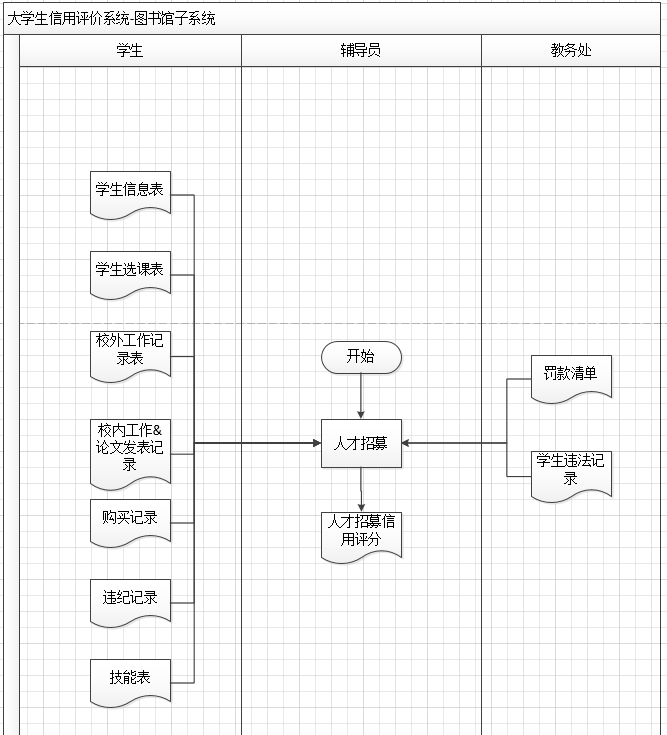 大学生信用评价系统-图书馆子系统
学生
辅导员
教务处
学生信息表
学生选课表
校外工作记
录表
校内工作&
论文发表记
录
购买记录
违纪记录
技能表
开始
人才招募
人才招募信
用评分
罚款清单
学生违法记
录